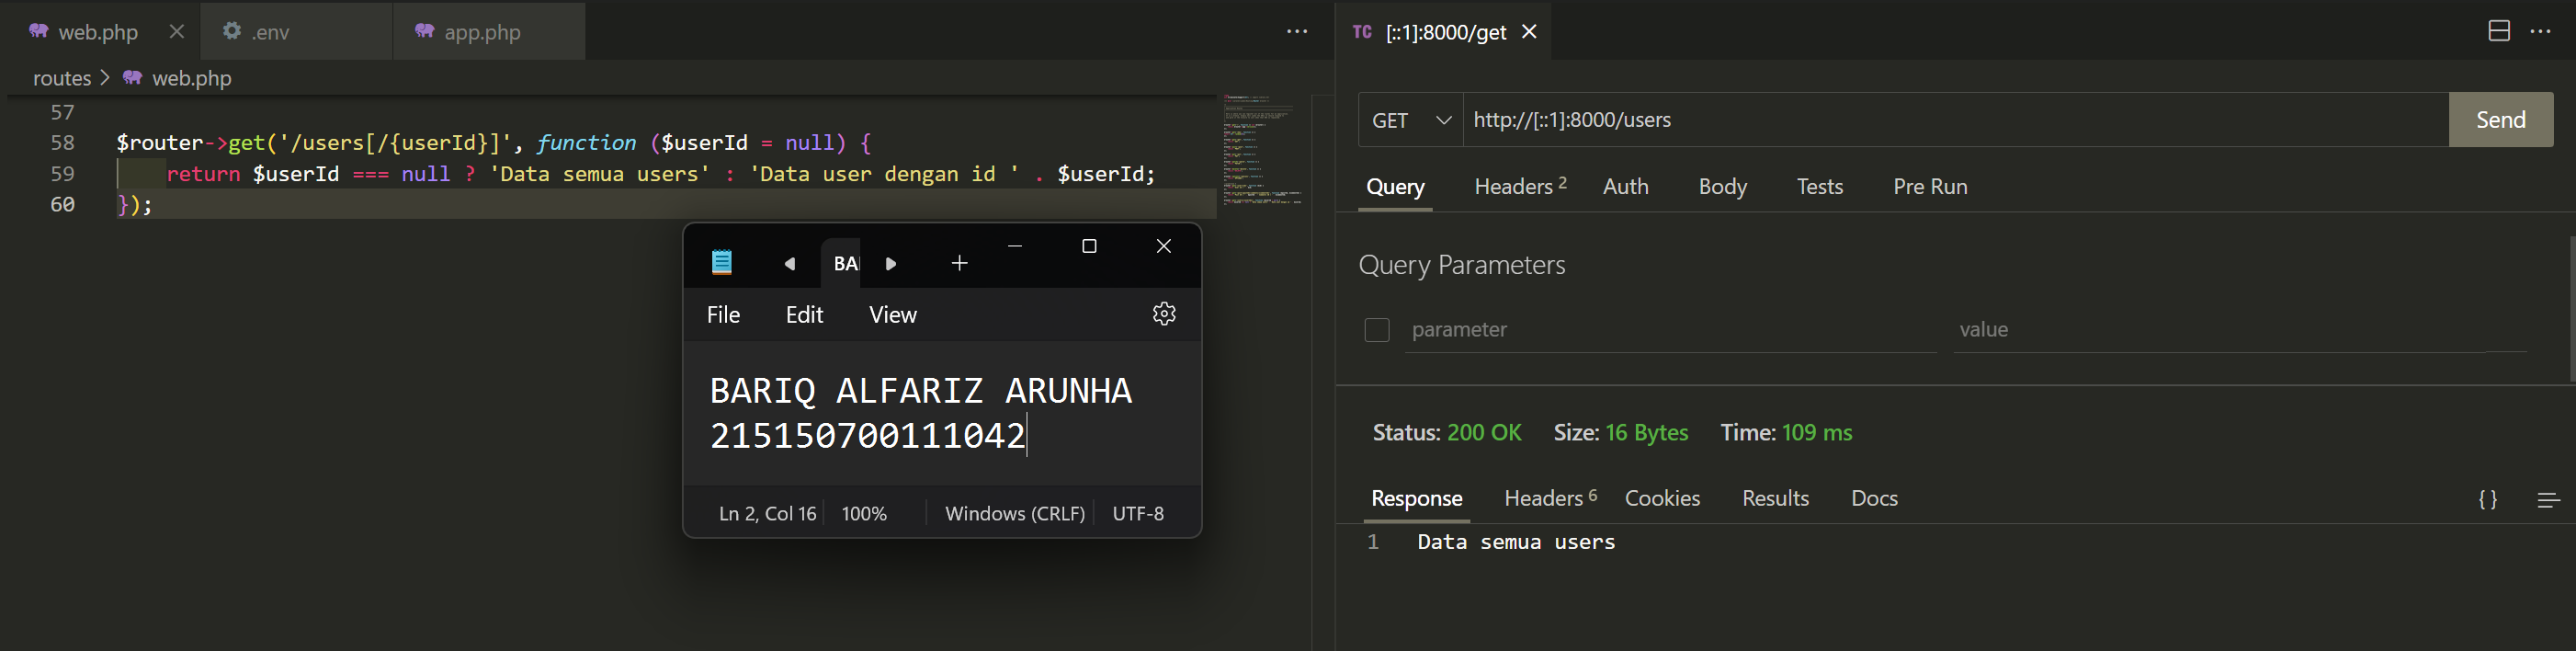 web.php
.env
app.php
routes > web.php
57
58 $router->get('/users[/{userId}]', function ($userId = null) {
59 return $userId === null ? 'Data semua users' : 'Data user dengan id ' . $userId;
60 });
BA
File Edit View
BARIQ ALFARIZ ARUNHA
215150700111042
Ln 2, Col 16 100% Windows (CRLF) UTF-8
TC [::1]:8000/get
GET http://[::1]:8000/users Send
Query Headers 2 Auth Body Tests Pre Run
Query Parameters
parameter value
Status: 200 OK Size: 16 Bytes Time: 109 ms
Response Headers 6 Cookies Results Docs
{ }
1 Data semua users